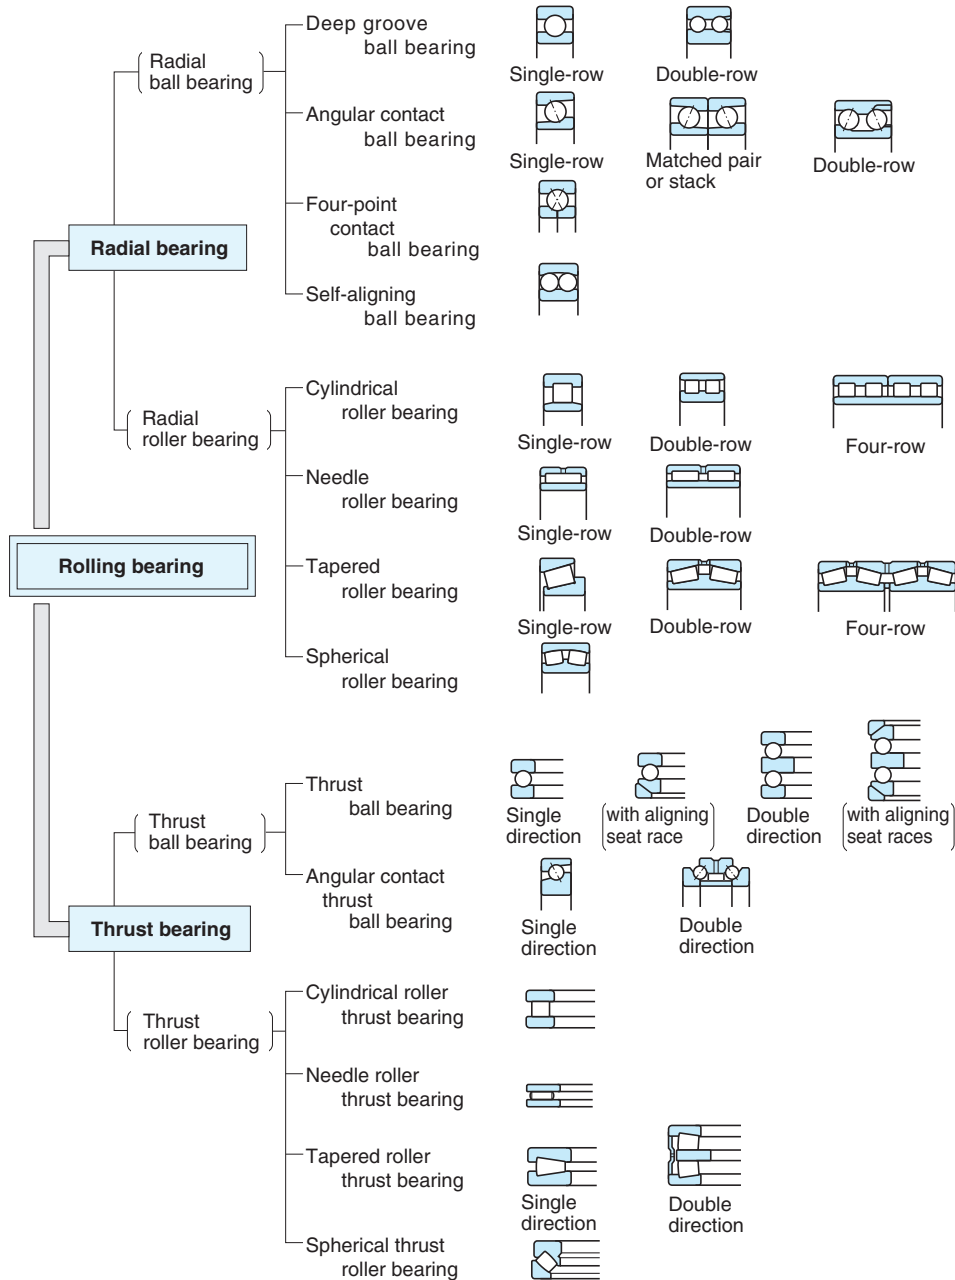 Deep groove
ball bearing
Single-row
Double-row
Radial
ball bearing
Angular contact
ball bearing
Single-row
Matched pair
or stack
Double-row
Four-point
contact
ball bearing
Radial bearing
Self-aligning
ball bearing
Cylindrical
roller bearing
Single-row
Double-row
Four-row
Radial
roller bearing
Needle
roller bearing
Single-row
Double-row
Rolling bearing
Tapered
roller bearing
Single-row
Double-row
Four-row
Spherical
roller bearing
Thrust
ball bearing
Single
direction
(with aligning
seat race)
Double
direction
(with aligning
seat races)
Thrust
ball bearing
Angular contact
thrust
ball bearing
Single
direction
Double
direction
Thrust bearing
Cylindrical roller
thrust bearing
Thrust
roller bearing
Needle roller
thrust bearing
Tapered roller
thrust bearing
Single
direction
Double
direction
Spherical thrust
roller bearing